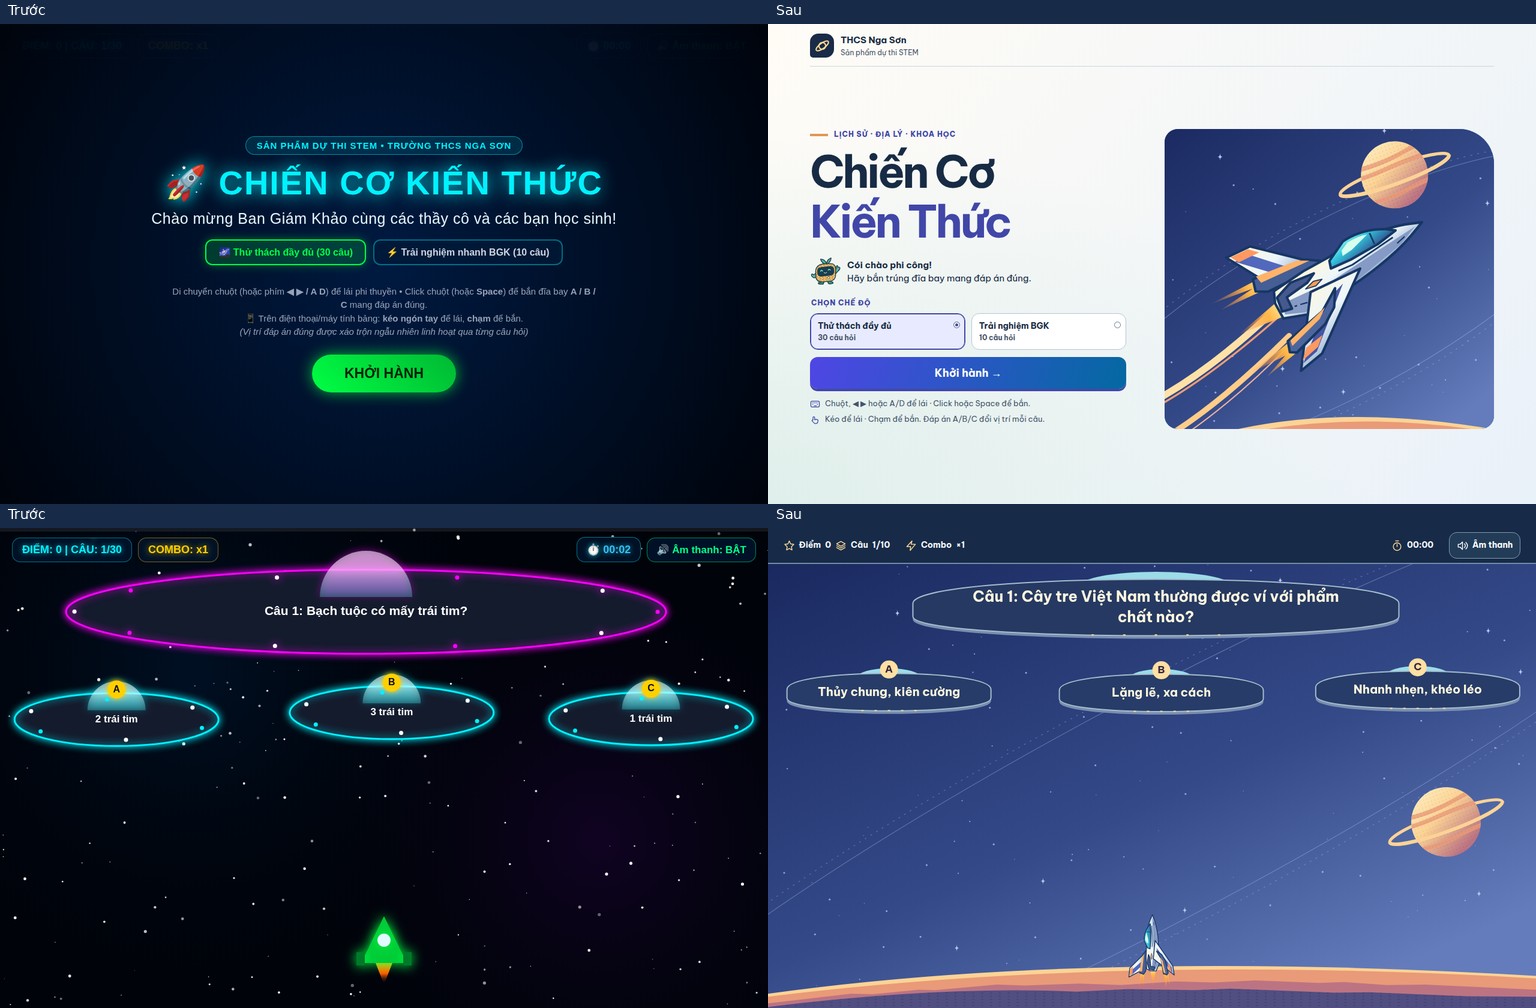 Trước
SẢN PHẨM DỰ THI STEM • TRƯỜNG THCS NGA SƠN
🚀 CHIẾN CƠ KIẾN THỨC
Chào mừng Ban Giám Khảo cùng các thầy cô và các bạn học sinh!
🌌 Thử thách đầy đủ (30 câu)
⚡ Trải nghiệm nhanh BGK (10 câu)
Di chuyển chuột (hoặc phím ◀ ▶ / A D) để lái phi thuyền • Click chuột (hoặc Space) để bắn đĩa bay A / B /
C mang đáp án đúng.
📱 Trên điện thoại/máy tính bảng: kéo ngón tay để lái, chạm để bắn.
(Vị trí đáp án đúng được xáo trộn ngẫu nhiên linh hoạt qua từng câu hỏi)
KHỞI HÀNH
Sau
THCS Nga Sơn
Sản phẩm dự thi STEM
LỊCH SỬ · ĐỊA LÝ · KHOA HỌC
Chiến Cơ
Kiến Thức
Cói chào phi công!
Hãy bắn trúng đĩa bay mang đáp án đúng.
CHỌN CHẾ ĐỘ
Thử thách đầy đủ
30 câu hỏi
Trải nghiệm BGK
10 câu hỏi
Khởi hành →
Chuột, ◀ ▶ hoặc A/D để lái · Click hoặc Space để bắn.
Kéo để lái · Chạm để bắn. Đáp án A/B/C đổi vị trí mỗi câu.
Trước
ĐIỂM: 0 | CÂU: 1/30
COMBO: x1
⏱ 00:02
🔊 Âm thanh: BẬT
Câu 1: Bạch tuộc có mấy trái tim?
A
2 trái tim
B
3 trái tim
C
1 trái tim
Sau
Điểm 0
Câu 1/10
Combo ×1
00:00
Âm thanh
Câu 1: Cây tre Việt Nam thường được ví với phẩm
chất nào?
A
Thủy chung, kiên cường
B
Lặng lẽ, xa cách
C
Nhanh nhẹn, khéo léo